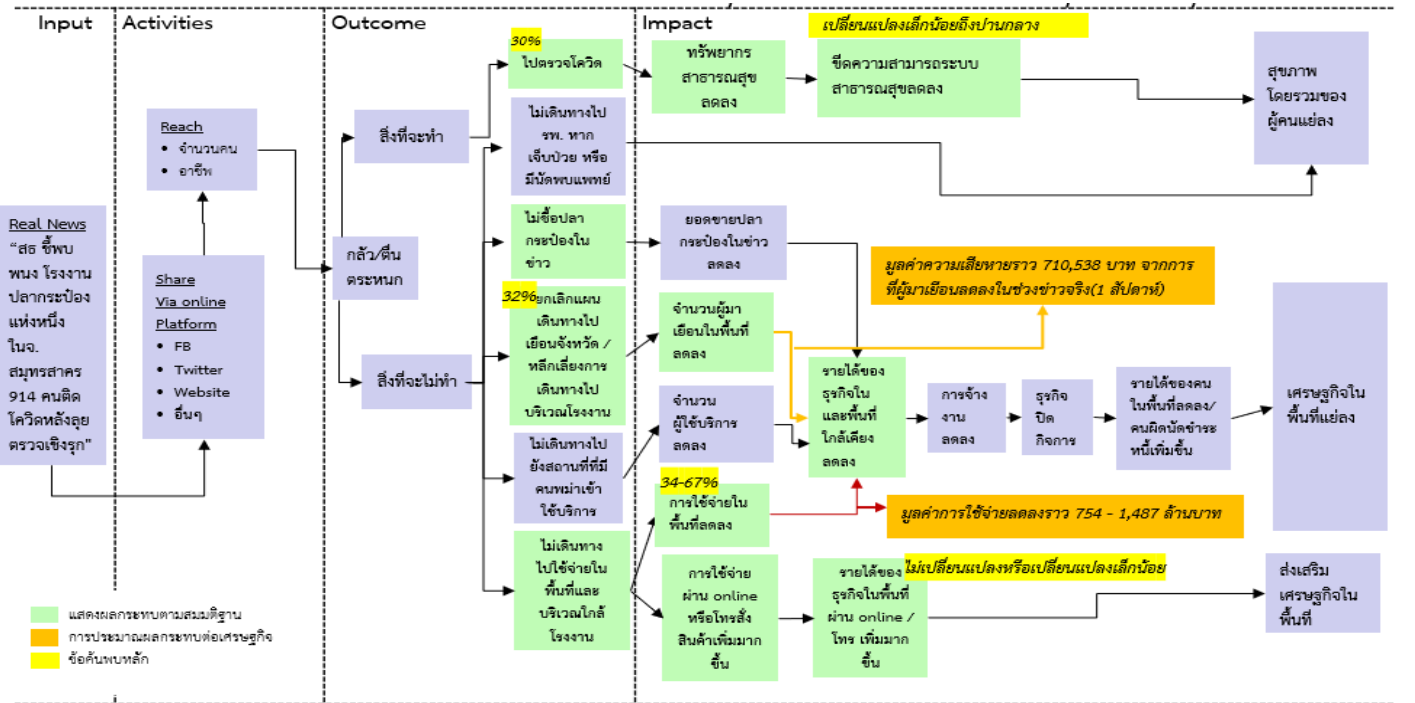 Input
Activities
Outcome
Impact
เปลี่ยนแปลงเล็กน้อยถึงปานกลาง
Real News
"สธ ชี้พบ
พนง โรงงาน
ปลากระป๋อง
แห่งหนึ่ง
ในจ.
สมุทรสาคร
914 คนติด
โควิดหลังลุย
ตรวจเชิงรุก"
Reach
• จำนวนคน
• อาชีพ
Share
Via online
Platform
• FB
• Twitter
• Website
• อื่นๆ
กลัว/ตื่น
ตระหนก
สิ่งที่จะทำ
สิ่งที่จะไม่ทำ
30%
ไปตรวจโควิด
ไม่เดินทางไป
รพ. หาก
เจ็บป่วย หรือ
มีนัดพบแพทย์
ไม่ซื้อปลา
กระป๋องใน
ข่าว
32%
ยกเลิกแผน
เดินทางไป
เยือนจังหวัด /
หลีกเลี่ยงการ
เดินทางไป
บริเวณโรงงาน
ไม่เดินทางไป
ยังสถานที่ที่มี
คนพม่าเข้า
ใช้บริการ
ไม่เดินทาง
ไปใช้จ่ายใน
พื้นที่และ
บริเวณใกล้
โรงงาน
ทรัพยากร
สาธารณสุข
ลดลง
ขีดความสามารถระบบ
สาธารณสุขลดลง
สุขภาพ
โดยรวมของ
ผู้คนแย่ลง
ยอดขายปลา
กระป๋องในข่าว
ลดลง
มูลค่าความเสียหายราว 710,538 บาท จากการ
ที่ผู้มาเยือนลดลงในช่วงข่าวจริง(1 สัปดาห์)
จำนวนผู้มา
เยือนในพื้นที่
ลดลง
จำนวน
ผู้ใช้บริการ
ลดลง
34-67%
การใช้จ่ายใน
พื้นที่ลดลง
รายได้ของ
ธุรกิจใน
และพื้นที่
ใกล้เคียง
ลดลง
การจ้าง
งาน
ลดลง
ธุรกิจ
ปิด
กิจการ
รายได้ของคน
ในพื้นที่ลดลง/
คนผิดนัดชำระ
หนี้เพิ่มขึ้น
เศรษฐกิจใน
พื้นที่แย่ลง
มูลค่าการใช้จ่ายลดลงราว 754 - 1,487 ล้านบาท
การใช้จ่าย
ผ่าน online
หรือโทรสั่ง
สินค้าเพิ่มมาก
ขึ้น
รายได้ของ
ธุรกิจในพื้นที่
ผ่าน online /
โทร เพิ่มมาก
ขึ้น
ไม่เปลี่ยนแปลงหรือเปลี่ยนแปลงเล็กน้อย
ส่งเสริม
เศรษฐกิจใน
พื้นที่
แสดงผลกระทบตามสมมติฐาน
การประมาณผลกระทบต่อเศรษฐกิจ
ข้อค้นพบหลัก